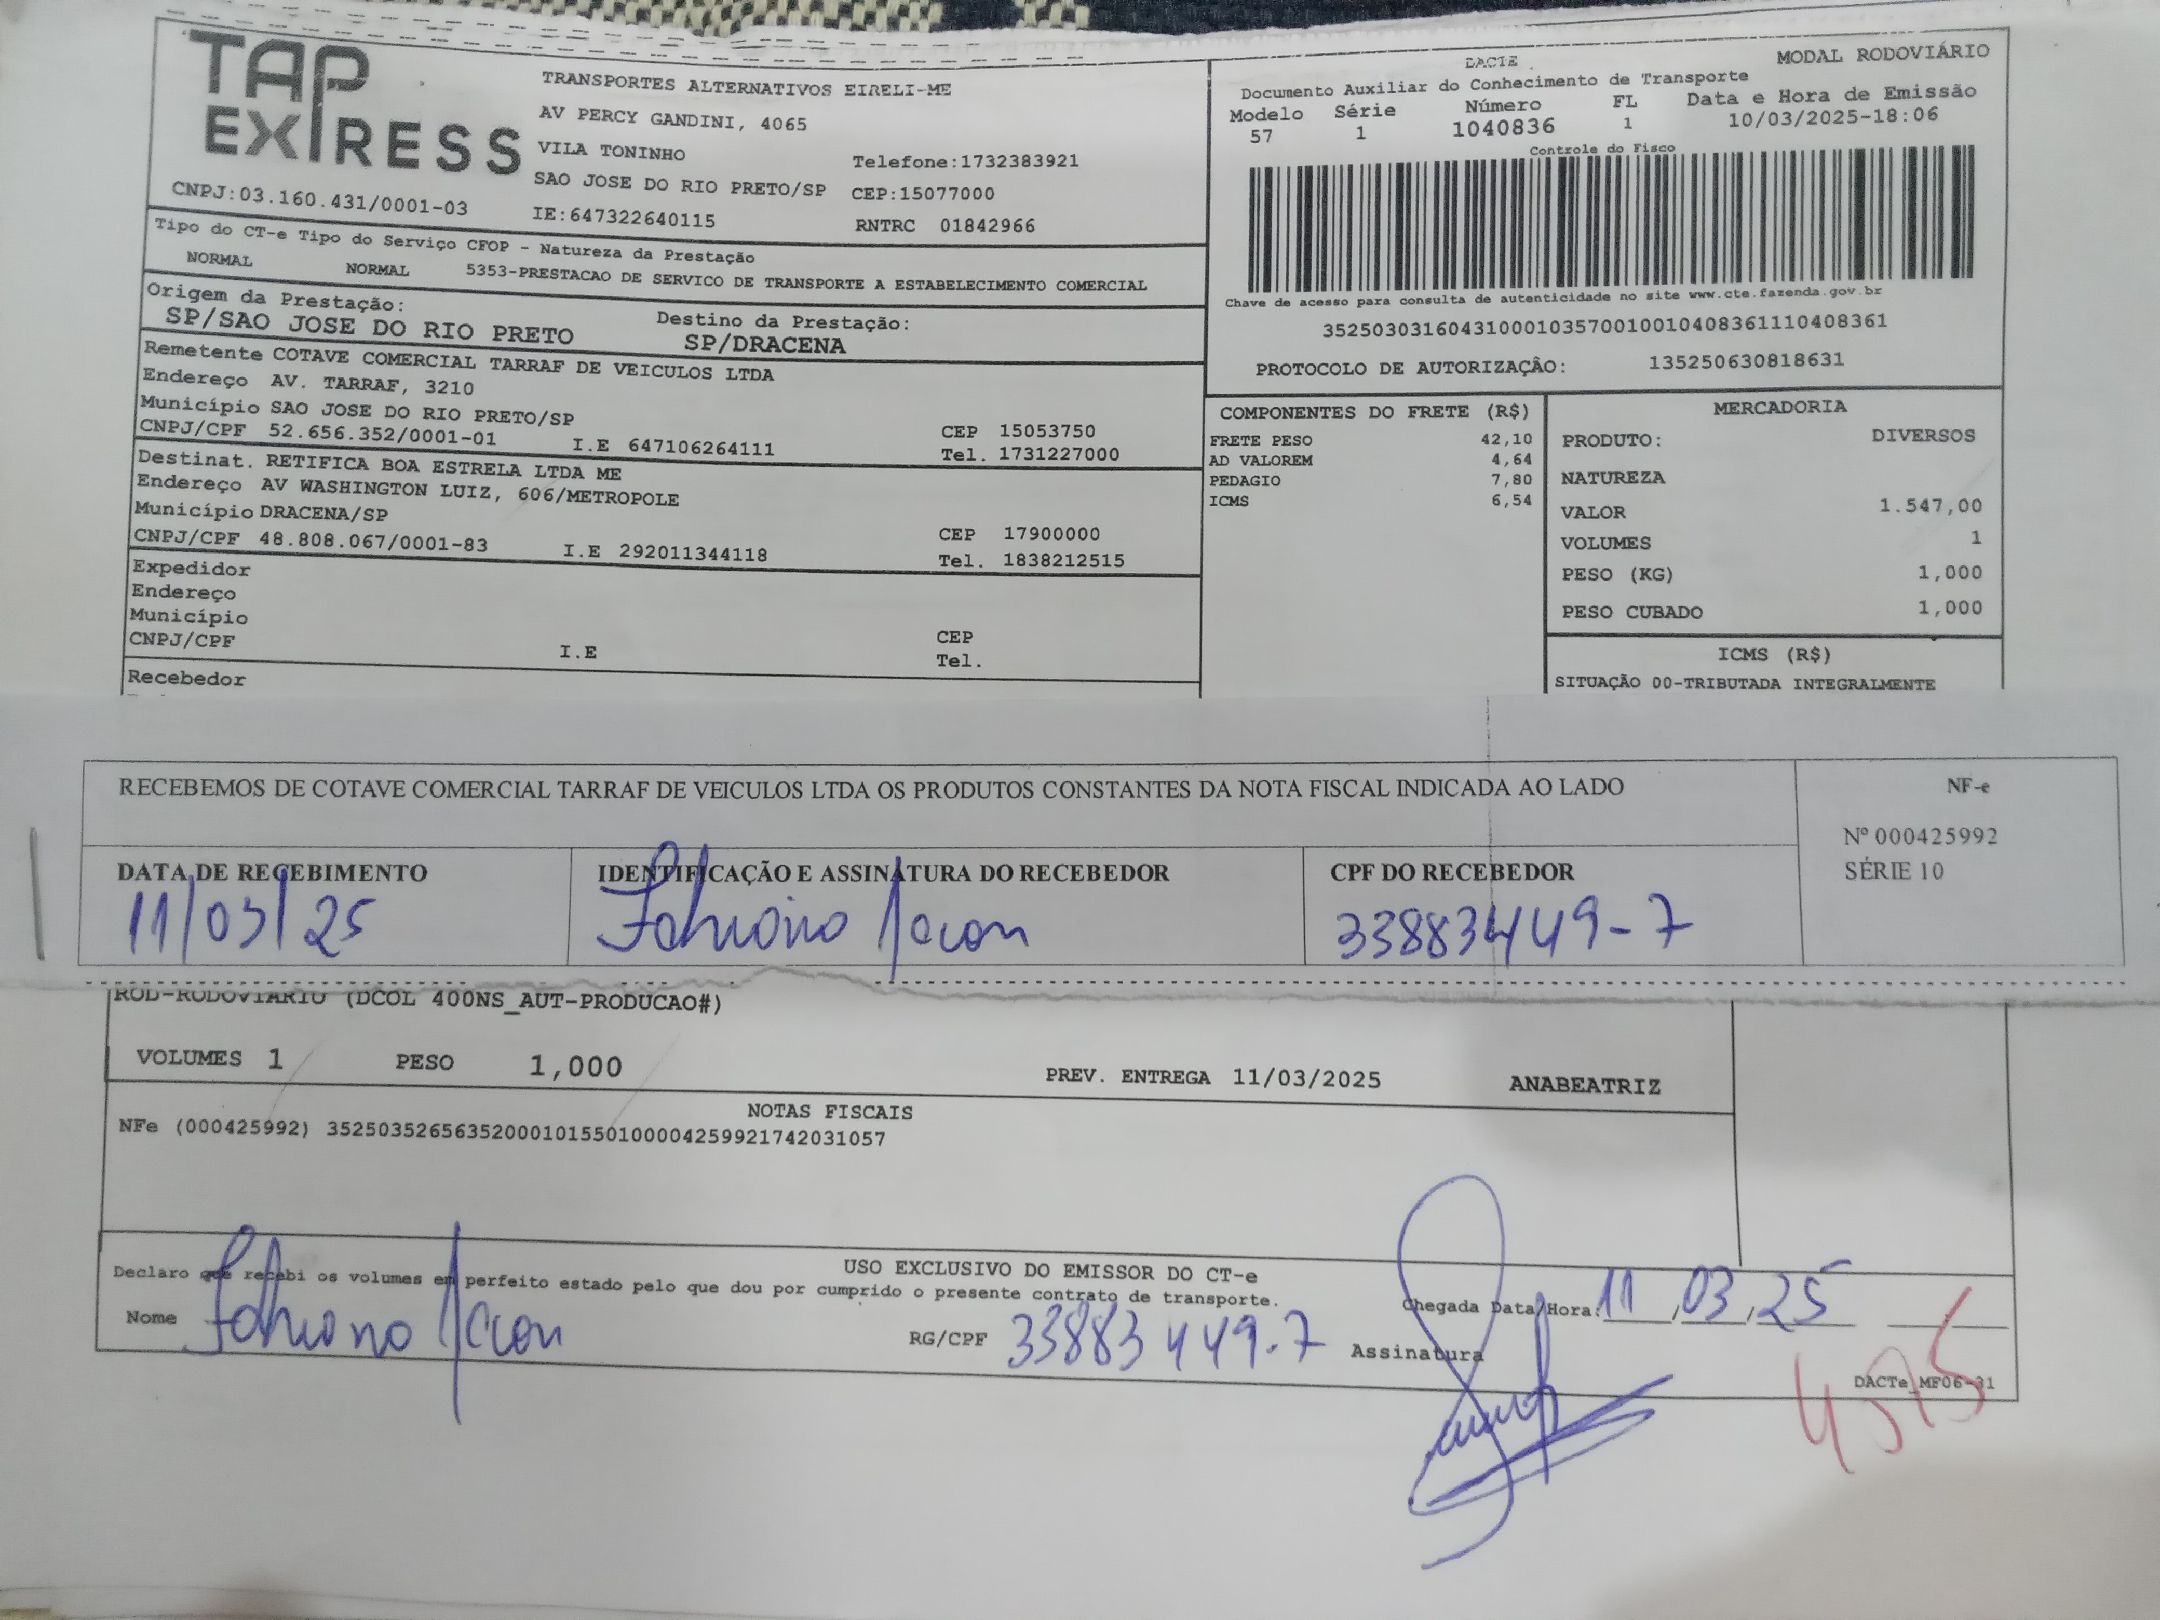 TAP EXPRESS
TRANSPORTES ALTERNATIVOS EIRELI-ME
AV PERCY GANDINI, 4065
VILA TONINHO
Telefone:1732383921
SAO JOSE DO RIO PRETO/SP CEP:15077000
CNPJ:03.160.431/0001-03 IE:647322640115 RNTRC 01842966
DACTE MODAL RODOVIÁRIO
Documento Auxiliar do Conhecimento de Transporte
Modelo Série Número FL Data e Hora de Emissão
57 1 1040836 1 10/03/2025-18:06
Controle do Fisco
Chave de acesso para consulta de autenticidade no site www.cte.fazenda.gov.br
35250303160431000103570010010408361110408361
PROTOCOLO DE AUTORIZAÇÃO: 135250630818631
Tipo do CT-e Tipo do Serviço CFOP - Natureza da Prestação
NORMAL NORMAL 5353-PRESTACAO DE SERVICO DE TRANSPORTE A ESTABELECIMENTO COMERCIAL
Origem da Prestação: Destino da Prestação:
SP/SAO JOSE DO RIO PRETO SP/DRACENA
Remetente COTAVE COMERCIAL TARRAF DE VEICULOS LTDA
Endereço AV. TARRAF, 3210
Município SAO JOSE DO RIO PRETO/SP CEP 15053750
CNPJ/CPF 52.656.352/0001-01 I.E 647106264111 Tel. 1731227000
Destinat. RETIFICA BOA ESTRELA LTDA ME
Endereço AV WASHINGTON LUIZ, 606/METROPOLE
Município DRACENA/SP CEP 17900000
CNPJ/CPF 48.808.067/0001-83 I.E 292011344118 Tel. 1838212515
Expedidor
Endereço
Município CEP
CNPJ/CPF I.E Tel.
Recebedor
COMPONENTES DO FRETE (R$)
FRETE PESO 42,10
AD VALOREM 4,64
PEDAGIO 7,80
ICMS 6,54
MERCADORIA
PRODUTO: DIVERSOS
NATUREZA
VALOR 1.547,00
VOLUMES 1
PESO (KG) 1,000
PESO CUBADO 1,000
ICMS (R$)
SITUAÇÃO 00-TRIBUTADA INTEGRALMENTE
RECEBEMOS DE COTAVE COMERCIAL TARRAF DE VEICULOS LTDA OS PRODUTOS CONSTANTES DA NOTA FISCAL INDICADA AO LADO
NF-e
Nº 000425992
SÉRIE 10
DATA DE RECEBIMENTO IDENTIFICAÇÃO E ASSINATURA DO RECEBEDOR CPF DO RECEBEDOR
11/03/25 33883449-7
ROD-RODOVIARIO (DCOL 400NS_AUT-PRODUCAO#)
VOLUMES 1 PESO 1,000 PREV. ENTREGA 11/03/2025 ANABEATRIZ
NOTAS FISCAIS
NFe (000425992) 35250352656352000101550100004259921742031057
USO EXCLUSIVO DO EMISSOR DO CT-e
Declaro que recebi os volumes em perfeito estado pelo que dou por cumprido o presente contrato de transporte.
Chegada Data/Hora: 11 03 25
Nome RG/CPF 33883449-7 Assinatura
DACTe_MF06-31